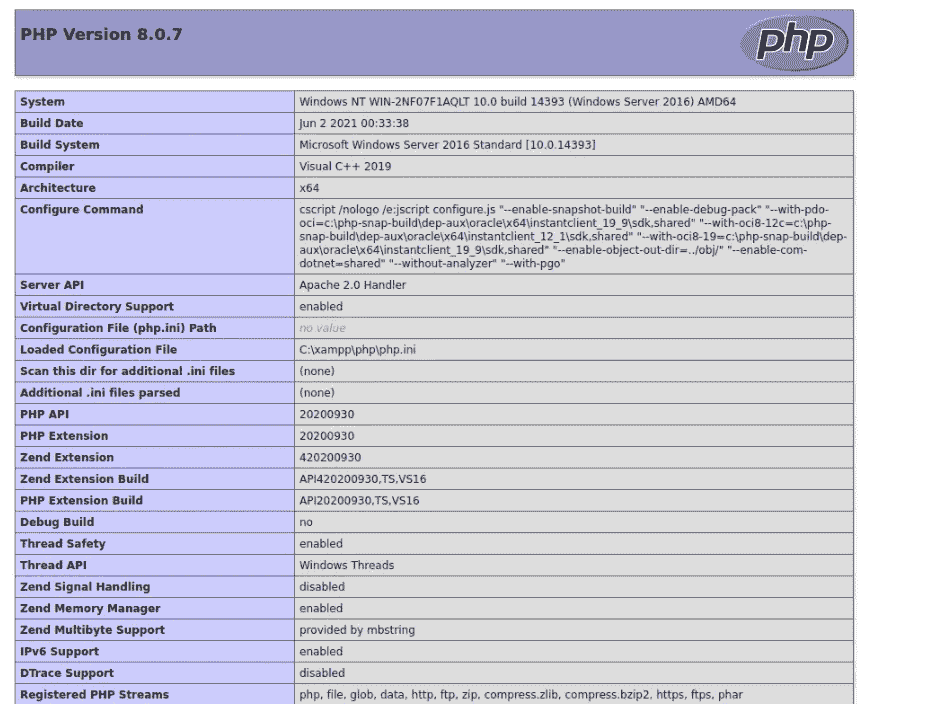 PHP Version 8.0.7
php
System Windows NT WIN-2NF07F1AQLT 10.0 build 14393 (Windows Server 2016) AMD64
Build Date Jun 2 2021 00:33:38
Build System Microsoft Windows Server 2016 Standard [10.0.14393]
Compiler Visual C++ 2019
Architecture x64
Configure Command cscript /nologo /e:jscript configure.js "--enable-snapshot-build" "--enable-debug-pack" "--with-pdo-
oci=c:\php-snap-build\dep-aux\oracle\x64\instantclient_19_9\sdk,shared" "--with-oci8-12c=c:\php-
snap-build\dep-aux\oracle\x64\instantclient_12_1\sdk,shared" "--with-oci8-19=c:\php-snap-build\dep-
aux\oracle\x64\instantclient_19_9\sdk,shared" "--enable-object-out-dir=../obj/" "--enable-com-
dotnet=shared" "--without-analyzer" "--with-pgo"
Server API Apache 2.0 Handler
Virtual Directory Support enabled
Configuration File (php.ini) Path no value
Loaded Configuration File C:\xampp\php\php.ini
Scan this dir for additional .ini files (none)
Additional .ini files parsed (none)
PHP API 20200930
PHP Extension 20200930
Zend Extension 420200930
Zend Extension Build API420200930,TS,VS16
PHP Extension Build API20200930,TS,VS16
Debug Build no
Thread Safety enabled
Thread API Windows Threads
Zend Signal Handling disabled
Zend Memory Manager enabled
Zend Multibyte Support provided by mbstring
IPv6 Support enabled
DTrace Support disabled
Registered PHP Streams php, file, glob, data, http, ftp, zip, compress.zlib, compress.bzip2, https, ftps, phar